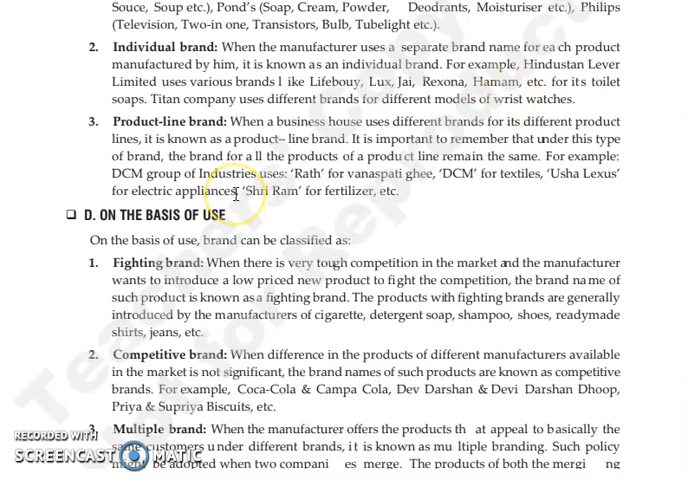 Souce, Soup etc.), Pond's (Soap, Cream, Powder, Deodrants, Moisturiser etc.), Philips
(Television, Two-in one, Transistors, Bulb, Tubelight etc.).
2. Individual brand: When the manufacturer uses a separate brand name for ea ch product
manufactured by him, it is known as an individual brand. For example, Hindustan Lever
Limited uses various brands l ike Lifebouy, Lux, Jai, Rexona, Hamam, etc. for its toilet
soaps. Titan company uses different brands for different models of wrist watches.
3. Product-line brand: When a business house uses different brands for its different product
lines, it is known as a product– line brand. It is important to remember that under this type
of brand, the brand for a ll the products of a product line remain the same. For example:
DCM group of Industries uses: 'Rath' for vanaspati ghee, 'DCM' for textiles, 'Usha Lexus'
for electric appliances, 'Shri Ram' for fertilizer, etc.
❑ D. ON THE BASIS OF USE
On the basis of use, brand can be classified as:
1. Fighting brand: When there is very tough competition in the market and the manufacturer
wants to introduce a low priced new product to fight the competition, the brand name of
such product is known as a fighting brand. The products with fighting brands are generally
introduced by the manufacturers of cigarette, detergent soap, shampoo, shoes, readymade
shirts, jeans, etc.
2. Competitive brand: When difference in the products of different manufacturers available
in the market is not significant, the brand names of such products are known as competitive
brands. For example, Coca-Cola & Campa Cola, Dev Darshan & Devi Darshan Dhoop,
Priya & Supriya Biscuits, etc.
3. Multiple brand: When the manufacturer offers the products th at appeal to basically the
same customers under different brands, it is known as mu ltiple branding. Such policy
might be adopted when two compani es merge. The products of both the mergi ng
RECORDED WITH
SCREENCAST MATIC
Teachers' Copy
Not for Reproduction